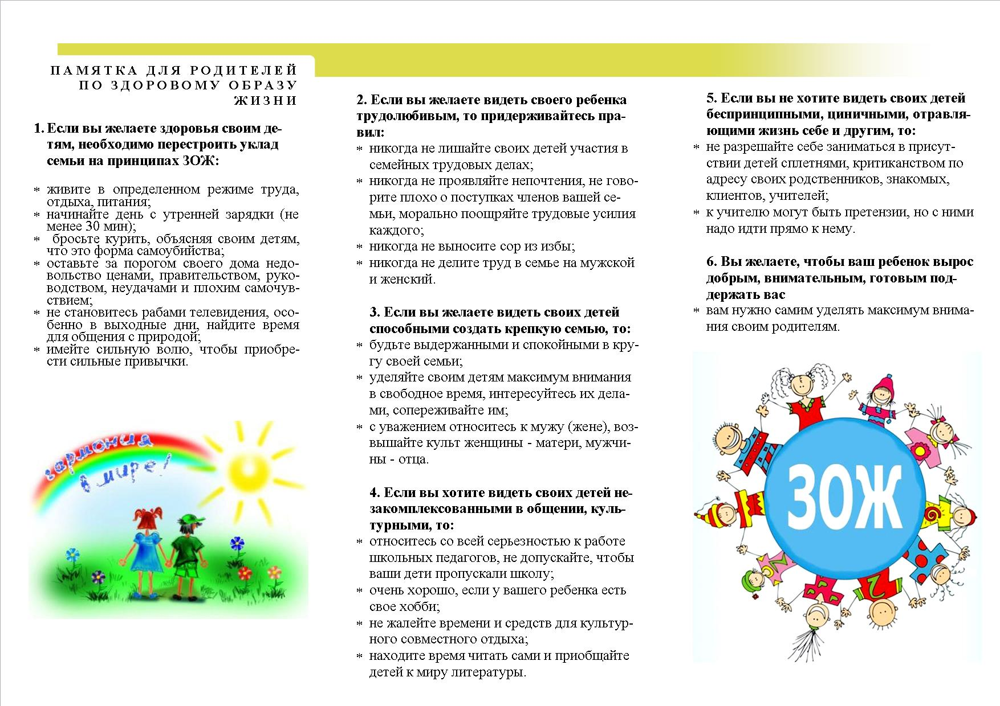 ПАМЯТКА ДЛЯ РОДИТЕЛЕЙ
ПО ЗДОРОВОМУ ОБРАЗУ
ЖИЗНИ
1. Если вы желаете здоровья своим де-
тям, необходимо перестроить уклад
семьи на принципах ЗОЖ:
* живите в определенном режиме труда,
отдыха, питания;
* начинайте день с утренней зарядки (не
менее 30 мин);
* бросьте курить, объясняя своим детям,
что это форма самоубийства;
* оставьте за порогом своего дома недо-
вольство ценами, правительством, руко-
водством, неудачами и плохим самочув-
ствием;
* не становитесь рабами телевидения, осо-
бенно в выходные дни, найдите время
для общения с природой;
* имейте сильную волю, чтобы приобре-
сти сильные привычки.
гармония
в мире!
2. Если вы желаете видеть своего ребенка
трудолюбивым, то придерживайтесь пра-
вил:
* никогда не лишайте своих детей участия в
семейных трудовых делах;
* никогда не проявляйте непочтения, не гово-
рите плохо о поступках членов вашей се-
мьи, морально поощряйте трудовые усилия
каждого;
* никогда не выносите сор из избы;
* никогда не делите труд в семье на мужской
и женский.
3. Если вы желаете видеть своих детей
способными создать крепкую семью, то:
* будьте выдержанными и спокойными в кру-
гу своей семьи;
* уделяйте своим детям максимум внимания
в свободное время, интересуйтесь их дела-
ми, сопереживайте им;
* с уважением относитесь к мужу (жене), воз-
вышайте культ женщины - матери, мужчи-
ны - отца.
4. Если вы хотите видеть своих детей не-
закомплексованными в общении, куль-
турными, то:
* относитесь со всей серьезностью к работе
школьных педагогов, не допускайте, чтобы
ваши дети пропускали школу;
* очень хорошо, если у вашего ребенка есть
свое хобби;
* не жалейте времени и средств для культур-
ного совместного отдыха;
* находите время читать сами и приобщайте
детей к миру литературы.
5. Если вы не хотите видеть своих детей
беспринципными, циничными, отравля-
ющими жизнь себе и другим, то:
* не разрешайте себе заниматься в присут-
ствии детей сплетнями, критиканством по
адресу своих родственников, знакомых,
клиентов, учителей;
* к учителю могут быть претензии, но с ними
надо идти прямо к нему.
6. Вы желаете, чтобы ваш ребенок вырос
добрым, внимательным, готовым под-
держать вас
* вам нужно самим уделять максимум внима-
ния своим родителям.
ЗОЖ